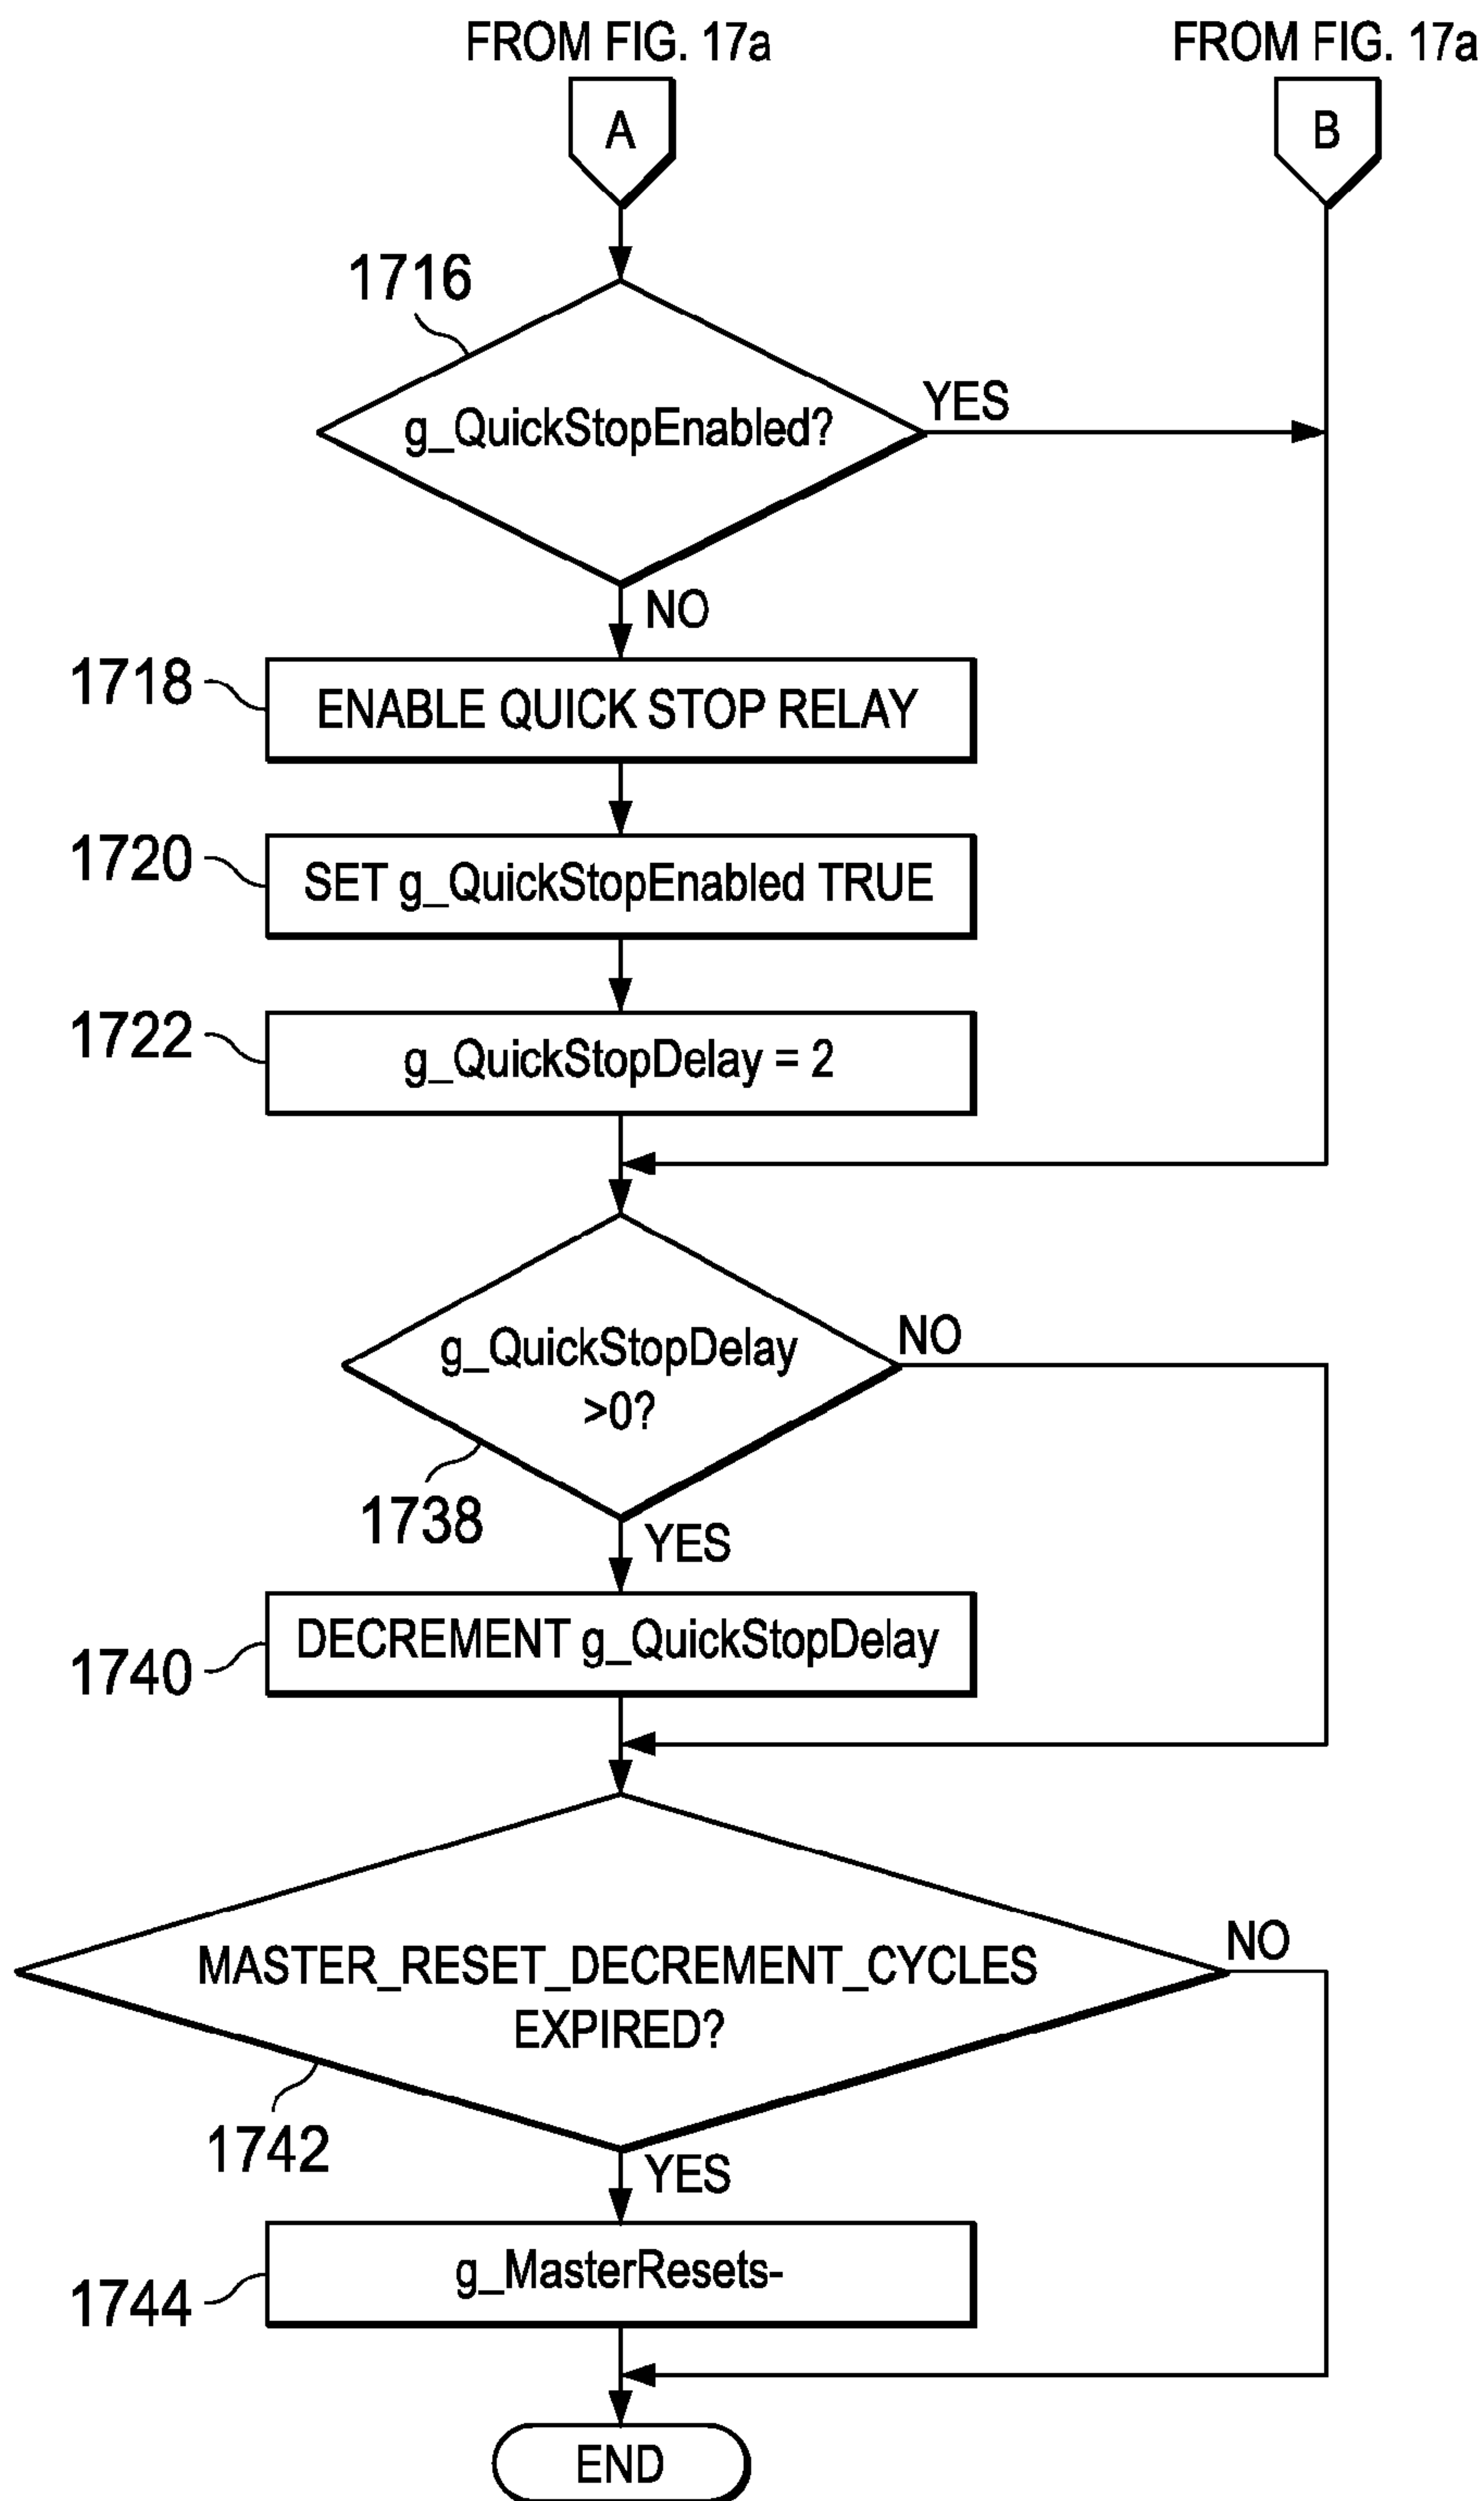 FROM FIG. 17a
FROM FIG. 17a
A
B
1716
g_QuickStopEnabled?
YES
NO
1718
ENABLE QUICK STOP RELAY
1720
SET g_QuickStopEnabled TRUE
1722
g_QuickStopDelay = 2
g_QuickStopDelay
>0?
NO
1738
YES
DECREMENT g_QuickStopDelay
1740
MASTER_RESET_DECREMENT_CYCLES
EXPIRED?
NO
1742
YES
g_MasterResets-
1744
END